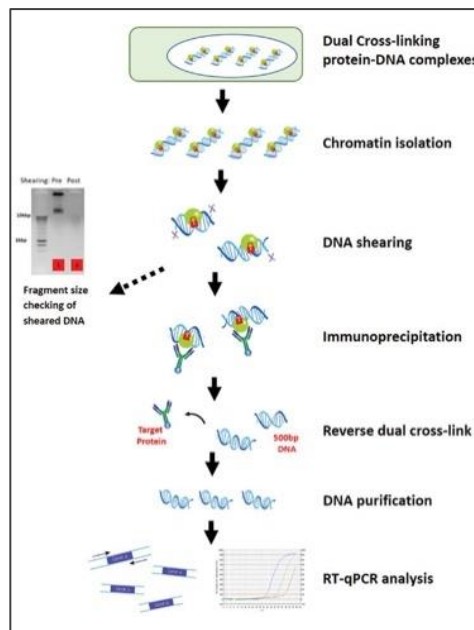 Dual Cross-linking
protein-DNA complexes
Chromatin isolation
Shearing: Pre Post
DNA shearing
Fragment size
checking of
sheared DNA
Immunoprecipitation
Target
Protein
500bp
DNA
Reverse dual cross-link
DNA purification
RT-qPCR analysis